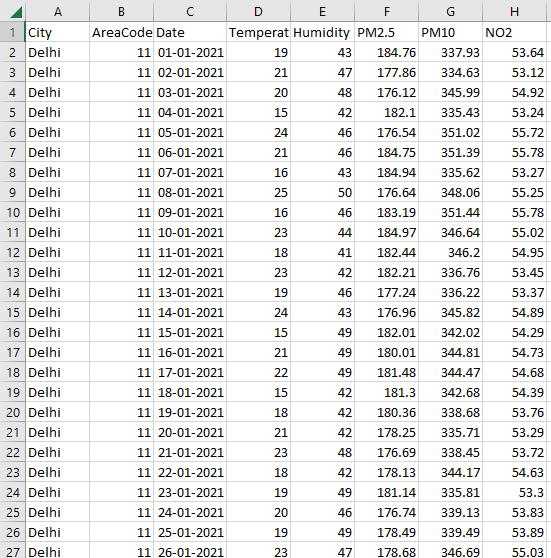 A B C D E F G H
1 City AreaCode Date Temperat Humidity PM2.5 PM10 NO2
2 Delhi 11 01-01-2021 19 43 184.76 337.93 53.64
3 Delhi 11 02-01-2021 21 47 177.86 334.63 53.12
4 Delhi 11 03-01-2021 20 48 176.12 345.99 54.92
5 Delhi 11 04-01-2021 15 42 182.1 335.43 53.24
6 Delhi 11 05-01-2021 24 46 176.54 351.02 55.72
7 Delhi 11 06-01-2021 21 46 184.75 351.39 55.78
8 Delhi 11 07-01-2021 16 43 184.94 335.62 53.27
9 Delhi 11 08-01-2021 25 50 176.64 348.06 55.25
10 Delhi 11 09-01-2021 16 46 183.19 351.44 55.78
11 Delhi 11 10-01-2021 23 44 184.97 346.64 55.02
12 Delhi 11 11-01-2021 18 41 182.44 346.2 54.95
13 Delhi 11 12-01-2021 23 42 182.21 336.76 53.45
14 Delhi 11 13-01-2021 19 46 177.24 336.22 53.37
15 Delhi 11 14-01-2021 24 43 176.96 345.82 54.89
16 Delhi 11 15-01-2021 15 49 182.01 342.02 54.29
17 Delhi 11 16-01-2021 21 49 180.01 344.81 54.73
18 Delhi 11 17-01-2021 22 49 181.48 344.47 54.68
19 Delhi 11 18-01-2021 15 42 181.3 342.68 54.39
20 Delhi 11 19-01-2021 18 42 180.36 338.68 53.76
21 Delhi 11 20-01-2021 21 42 178.25 335.71 53.29
22 Delhi 11 21-01-2021 23 48 176.69 338.45 53.72
23 Delhi 11 22-01-2021 18 42 178.13 344.17 54.63
24 Delhi 11 23-01-2021 19 49 181.14 335.81 53.3
25 Delhi 11 24-01-2021 20 46 176.74 339.13 53.83
26 Delhi 11 25-01-2021 19 49 178.49 339.49 53.89
27 Delhi 11 26-01-2021 23 47 178.68 346.69 55.03